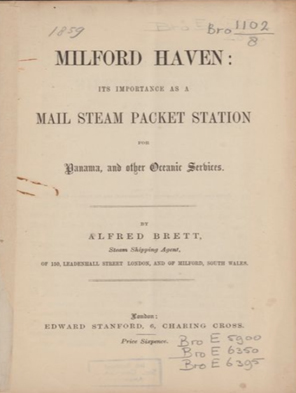 1859
Bro 1102
8
MILFORD HAVEN:
ITS IMPORTANCE AS A
MAIL STEAM PACKET STATION
FOR
Panama, and other Oceanic Services.
BY
ALFRED BRETT,
Steam Shipping Agent,
OF 150, LEADENHALL STREET LONDON, AND OF MILFORD, SOUTH WALES.
London:
EDWARD STANFORD, 6, CHARING CROSS.
Price Sixpence.
Bro E 5900
Bro E 6350
Bro E 6395